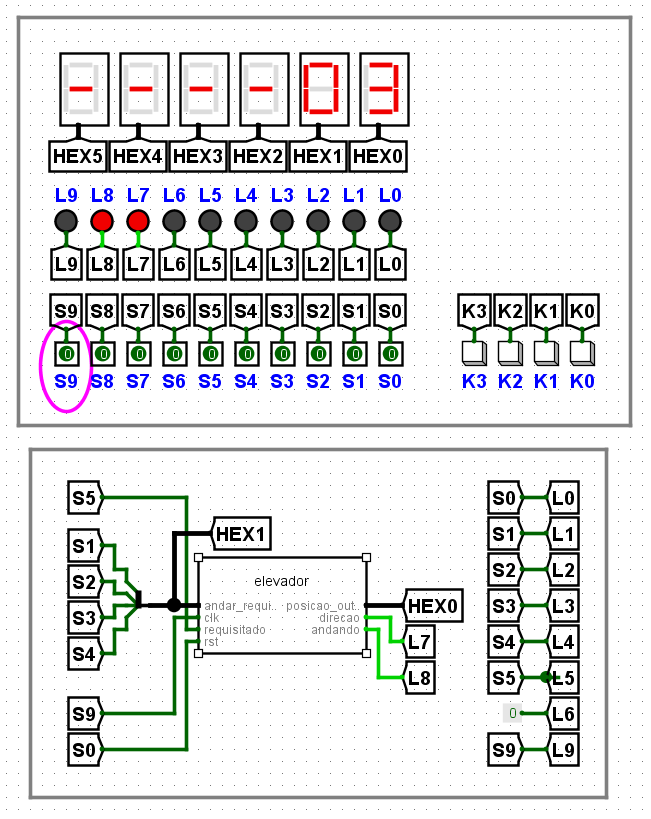 - - - - 0 3
HEX5 HEX4 HEX3 HEX2 HEX1 HEX0
L9 L8 L7 L6 L5 L4 L3 L2 L1 L0
L9 L8 L7 L6 L5 L4 L3 L2 L1 L0
S9 S8 S7 S6 S5 S4 S3 S2 S1 S0
0 0 0 0 0 0 0 0 0 0
S9 S8 S7 S6 S5 S4 S3 S2 S1 S0
K3 K2 K1 K0
K3 K2 K1 K0
S5
S1
S2
S3
S4
S9
S0
HEX1
elevador
andar_requi.. posicao_out..
clk direcao
requisitado andando
rst
HEX0
L7
L8
S0 L0
S1 L1
S2 L2
S3 L3
S4 L4
S5 L5
0 L6
S9 L9